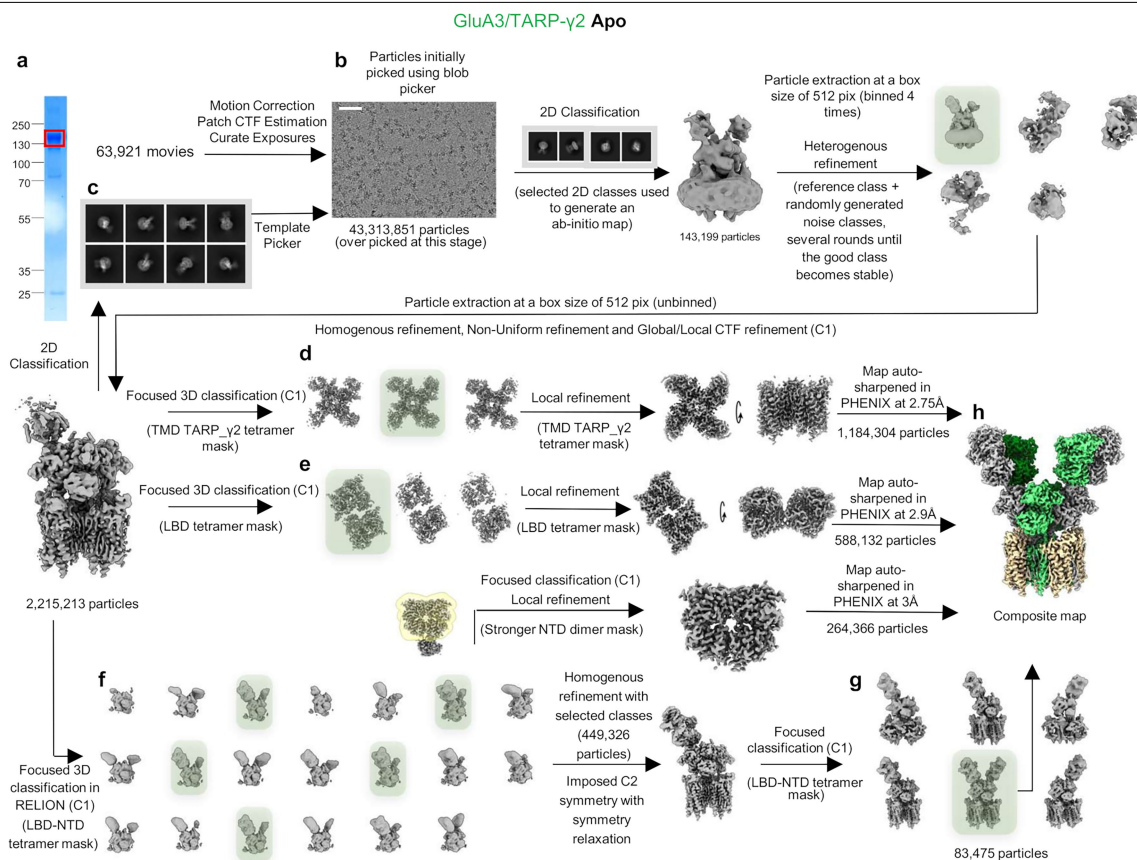 GluA3/TARP-γ2 Apo
a
250
130
100
70
55
35
25
63,921 movies
Motion Correction
Patch CTF Estimation
Curate Exposures
b
Particles initially
picked using blob
picker
43,313,851 particles
(over picked at this stage)
c
Template
Picker
2D Classification
(selected 2D classes used
to generate an
ab-initio map)
143,199 particles
Particle extraction at a box
size of 512 pix (binned 4
times)
Heterogenous
refinement
(reference class +
randomly generated
noise classes,
several rounds until
the good class
becomes stable)
Particle extraction at a box size of 512 pix (unbinned)
Homogenous refinement, Non-Uniform refinement and Global/Local CTF refinement (C1)
2D
Classification
2,215,213 particles
d
Focused 3D classification (C1)
(TMD TARP_γ2 tetramer
mask)
Local refinement
(TMD TARP_γ2
tetramer mask)
Map auto-
sharpened in
PHENIX at 2.75Å
1,184,304 particles
e
Focused 3D classification (C1)
(LBD tetramer mask)
Local refinement
(LBD tetramer mask)
Map auto-
sharpened in
PHENIX at 2.9Å
588,132 particles
Focused classification (C1)
Local refinement
(Stronger NTD dimer mask)
Map auto-
sharpened in
PHENIX at 3Å
264,366 particles
h
Composite map
f
Focused 3D
classification in
RELION (C1)
(LBD-NTD
tetramer mask)
Homogenous
refinement with
selected classes
(449,326
particles)
Imposed C2
symmetry with
symmetry
relaxation
Focused
classification (C1)
(LBD-NTD tetramer
mask)
g
83,475 particles